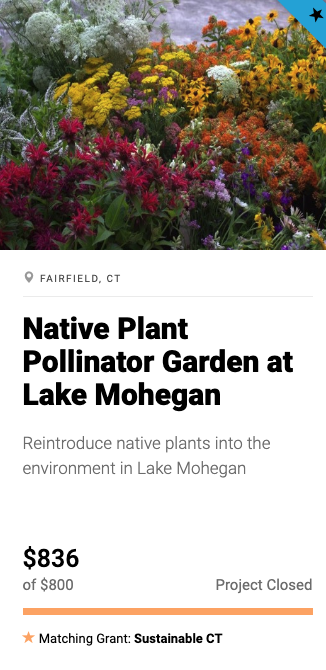 FAIRFIELD, CT
Native Plant
Pollinator Garden at
Lake Mohegan
Reintroduce native plants into the
environment in Lake Mohegan
$836
of $800 Project Closed
Matching Grant: Sustainable CT